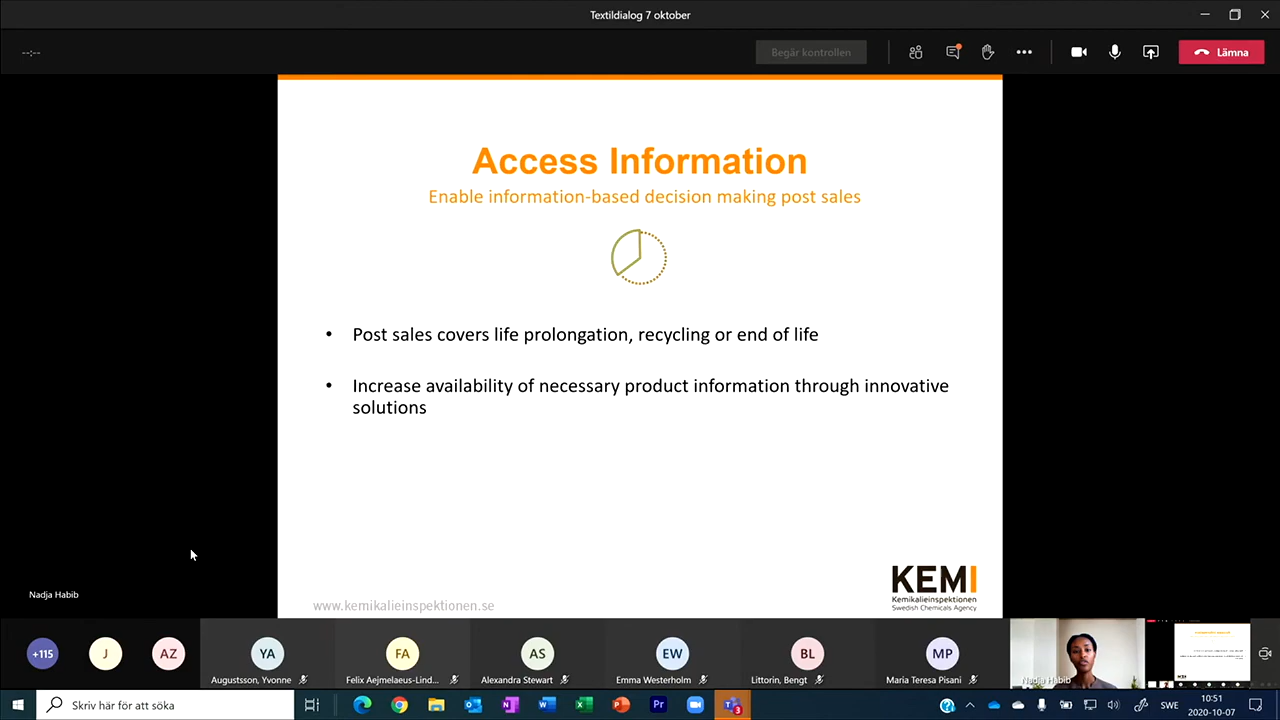 Textildialog 7 oktober
--:--
Begär kontrollen
Lämna
Access Information
Enable information-based decision making post sales
• Post sales covers life prolongation, recycling or end of life
• Increase availability of necessary product information through innovative
solutions
Nadja Habib
www.kemikalieinspektionen.se
KEMI
Kemikalieinspektionen
Swedish Chemicals Agency
+115
J
AZ
YA
Augustsson, Yvonne
FA
Felix Aejmelaeus-Lind...
AS
Alexandra Stewart
EW
Emma Westerholm
BL
Littorin, Bengt
MP
Maria Teresa Pisani
Nadja Habib
Skriv här för att söka
SWE
10:51
2020-10-07